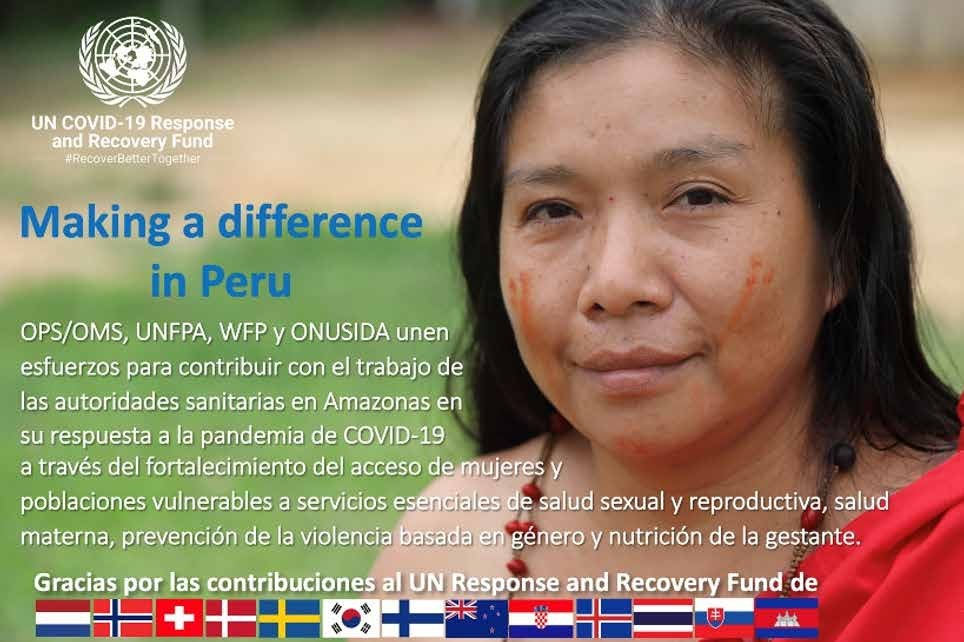 UN COVID-19 Response
and Recovery Fund
#RecoverBetterTogether
Making a difference
in Peru
OPS/OMS, UNFPA, WFP y ONUSIDA unen
esfuerzos para contribuir con el trabajo de
las autoridades sanitarias en Amazonas en
su respuesta a la pandemia de COVID-19
a través del fortalecimiento del acceso de mujeres y
poblaciones vulnerables a servicios esenciales de salud sexual y reproductiva, salud
materna, prevención de la violencia basada en género y nutrición de la gestante.
Gracias por las contribuciones al UN Response and Recovery Fund de